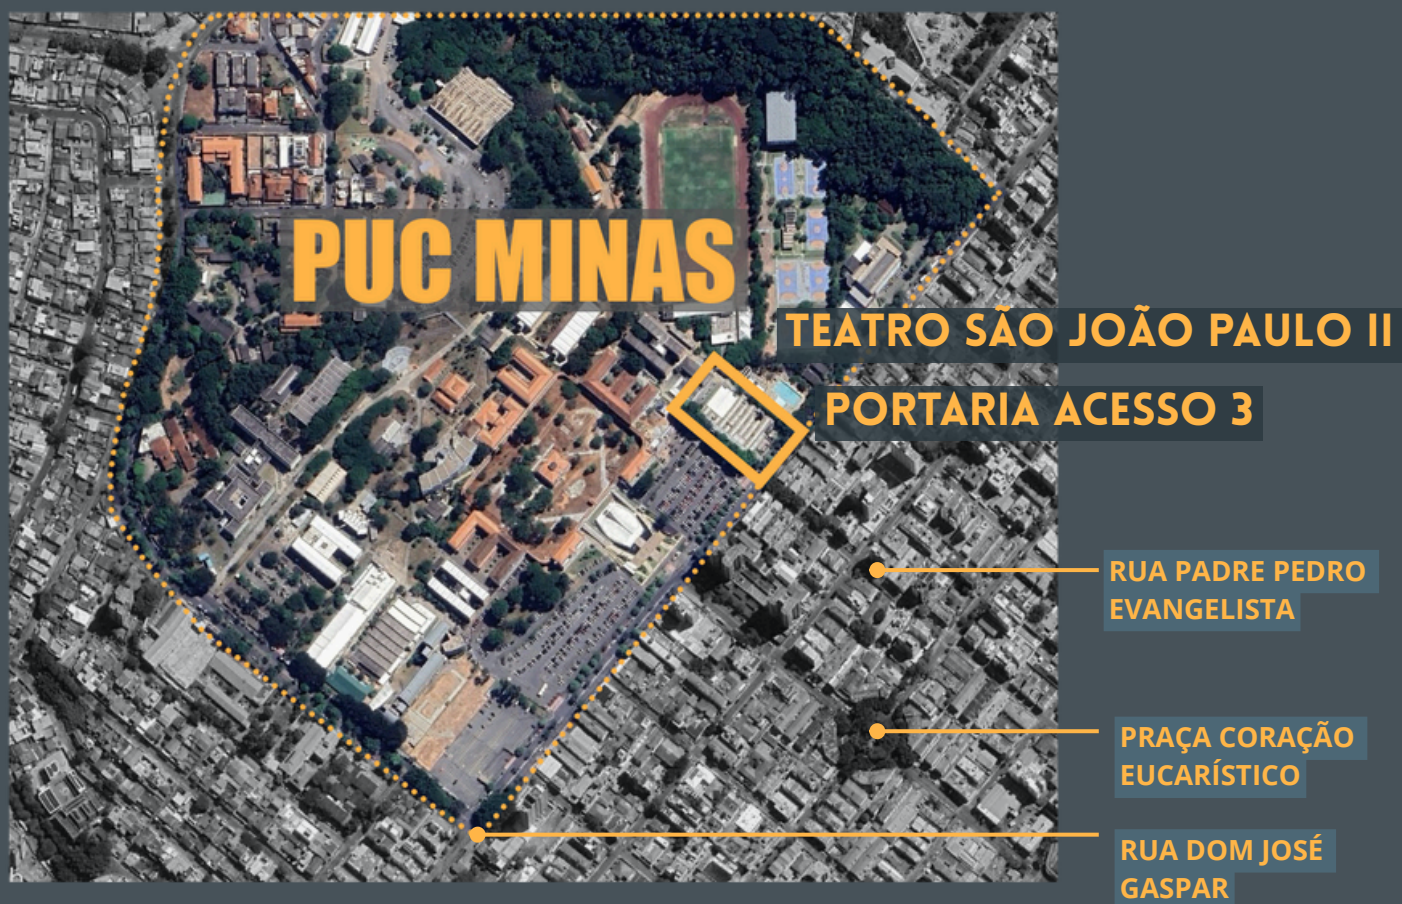 PUC MINAS
TEATRO SÃO JOÃO PAULO II
PORTARIA ACESSO 3
RUA PADRE PEDRO
EVANGELISTA
PRAÇA CORAÇÃO
EUCARÍSTICO
RUA DOM JOSÉ
GASPAR